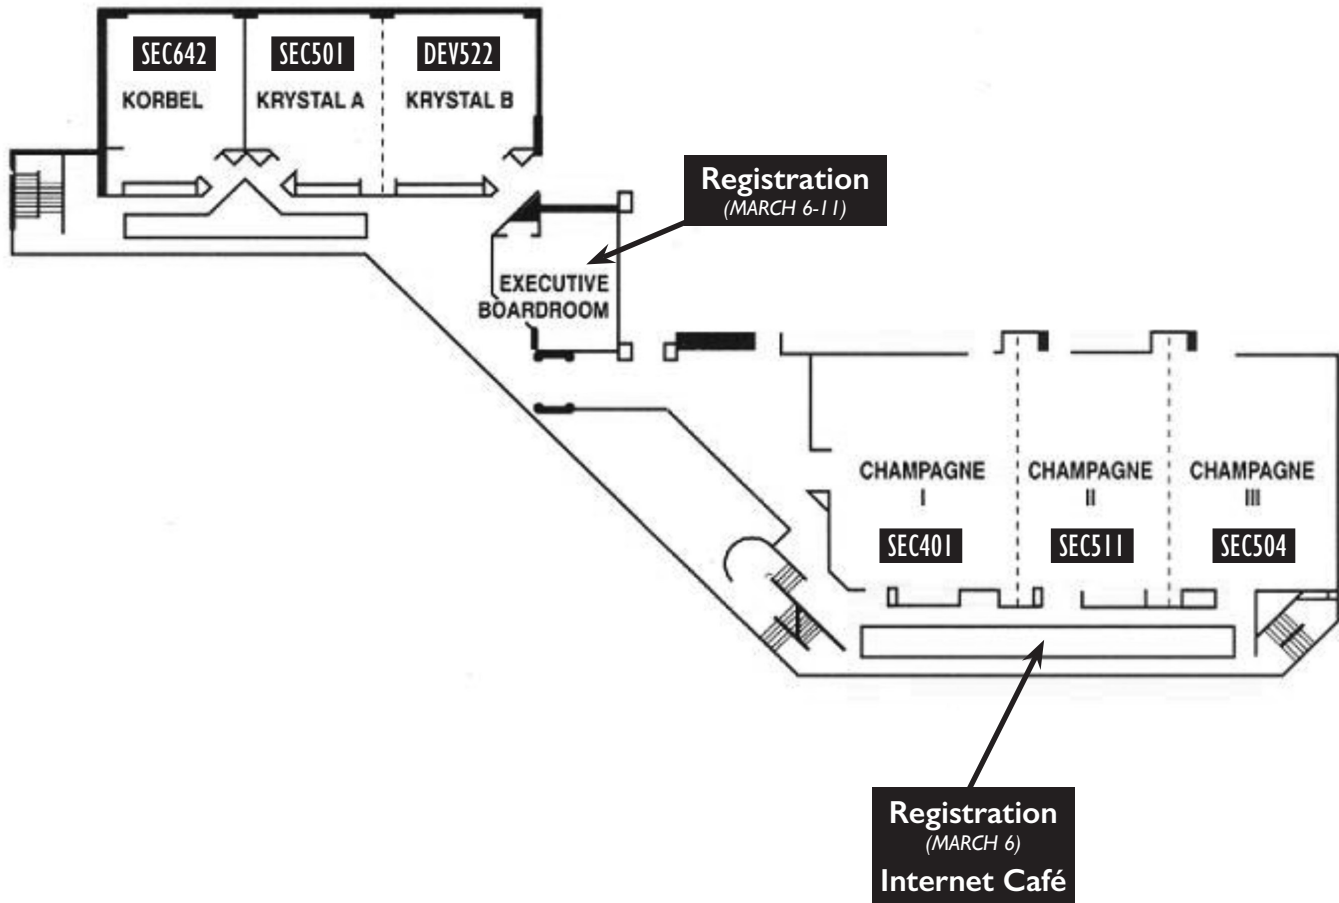 SEC642
SEC501
DEV522
KORBEL
KRYSTAL A
KRYSTAL B
Registration
(MARCH 6-11)
EXECUTIVE
BOARDROOM
CHAMPAGNE
I
CHAMPAGNE
II
CHAMPAGNE
III
SEC401
SEC511
SEC504
Registration
(MARCH 6)
Internet Café